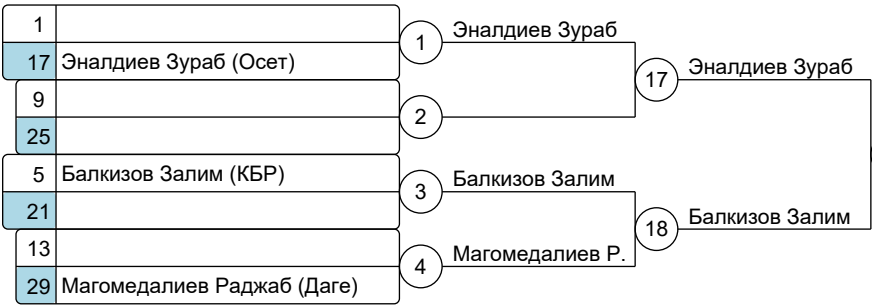 1
17 Эналдиев Зураб (Осет)
1 Эналдиев Зураб
9
25
2
17 Эналдиев Зураб
5 Балкизов Залим (КБР)
21
3 Балкизов Залим
13
29 Магомедалиев Раджаб (Даге)
4 Магомедалиев Р.
18 Балкизов Залим